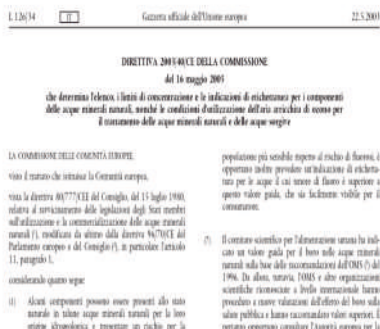 L 126/34
IT
Gazzetta ufficiale dell'Unione europea
22.5.2003
DIRETTIVA 2003/40/CE DELLA COMMISSIONE
del 16 maggio 2003
che determina l'elenco, i limiti di concentrazione e le indicazioni di etichettatura per i componenti
delle acque minerali naturali, nonché le condizioni d'utilizzazione dell'aria arricchita di ozono per
il trattamento delle acque minerali naturali e delle acque sorgive
LA COMMISSIONE DELLE COMUNITÀ EUROPEE,
visto il trattato che istituisce la Comunità europea,
vista la direttiva 80/777/CEE del Consiglio, del 15 luglio 1980,
relativa al ravvicinamento delle legislazioni degli Stati membri
sull'utilizzazione e la commercializzazione delle acque minerali
naturali (¹), modificata da ultimo dalla direttiva 96/70/CE del
Parlamento europeo e del Consiglio (²), in particolare l'articolo
11, paragrafo 1,
considerando quanto segue:
(1) Alcuni componenti possono essere presenti allo stato
naturale in talune acque minerali naturali per la loro
origine idrogeologica e presentare un rischio per la
popolazione più sensibile rispetto al rischio di fluorosi, è
opportuno inoltre prevedere un'indicazione di etichetta-
tura per le acque il cui tenore di fluoro è superiore a
questo valore guida, che sia facilmente visibile per il
consumatore.
(7) Il comitato scientifico per l'alimentazione umana ha indi-
cato un valore guida per il boro nelle acque minerali
naturali sulla base delle raccomandazioni dell'OMS (³) del
1996. Da allora, tuttavia, l'OMS e altre organizzazioni
scientifiche riconosciute a livello internazionale hanno
proceduto a nuove valutazioni dell'effetto del boro sulla
salute pubblica e hanno raccomandato valori superiori. È
pertanto opportuno consultare l'Autorità europea per